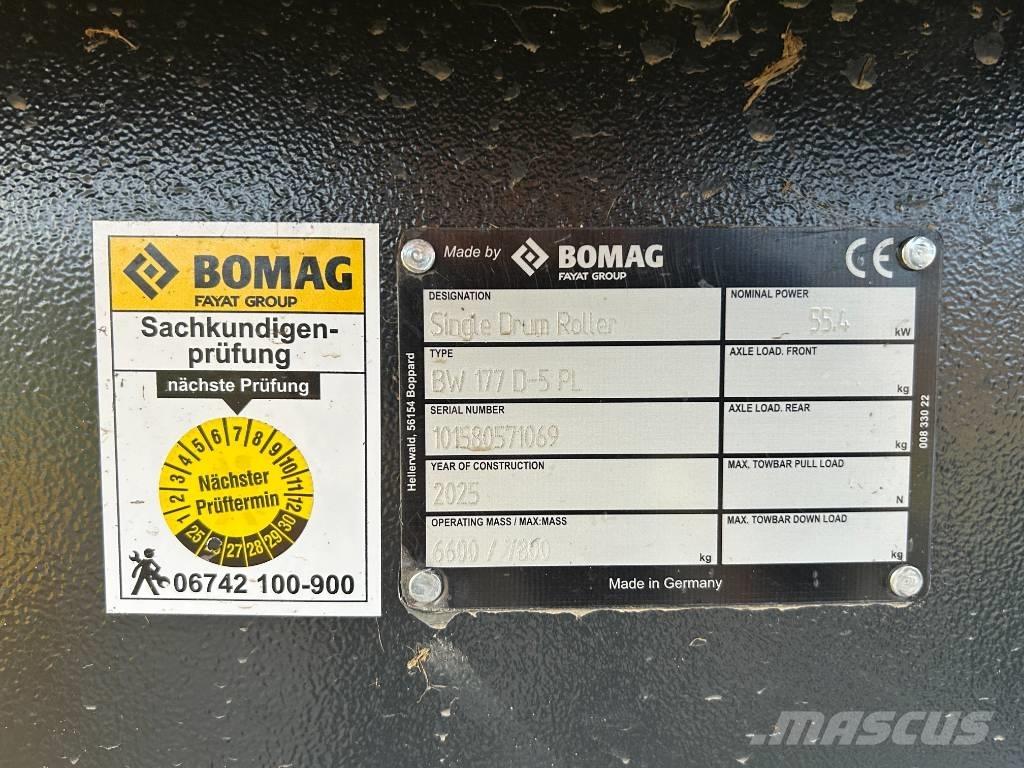 BOMAG
FAYAT GROUP
Sachkundigen-
prüfung
nächste Prüfung
1 2 3 4 5 6 7 8 9 10 11 12
Nächster
Prüftermin
25 27 28 29 30
06742 100-900
Made by BOMAG
FAYAT GROUP
CE
DESIGNATION
Single Drum Roller
NOMINAL POWER
55.4 kW
TYPE
BW 177 D-5 PL
AXLE LOAD. FRONT
kg
SERIAL NUMBER
101580571069
AXLE LOAD. REAR
kg
YEAR OF CONSTRUCTION
2025
MAX. TOWBAR PULL LOAD
N
OPERATING MASS / MAX:MASS
6600 / kg
MAX. TOWBAR DOWN LOAD
kg
Made in Germany
Hellerwald, 56154 Boppard
008 330 22
MASCUS